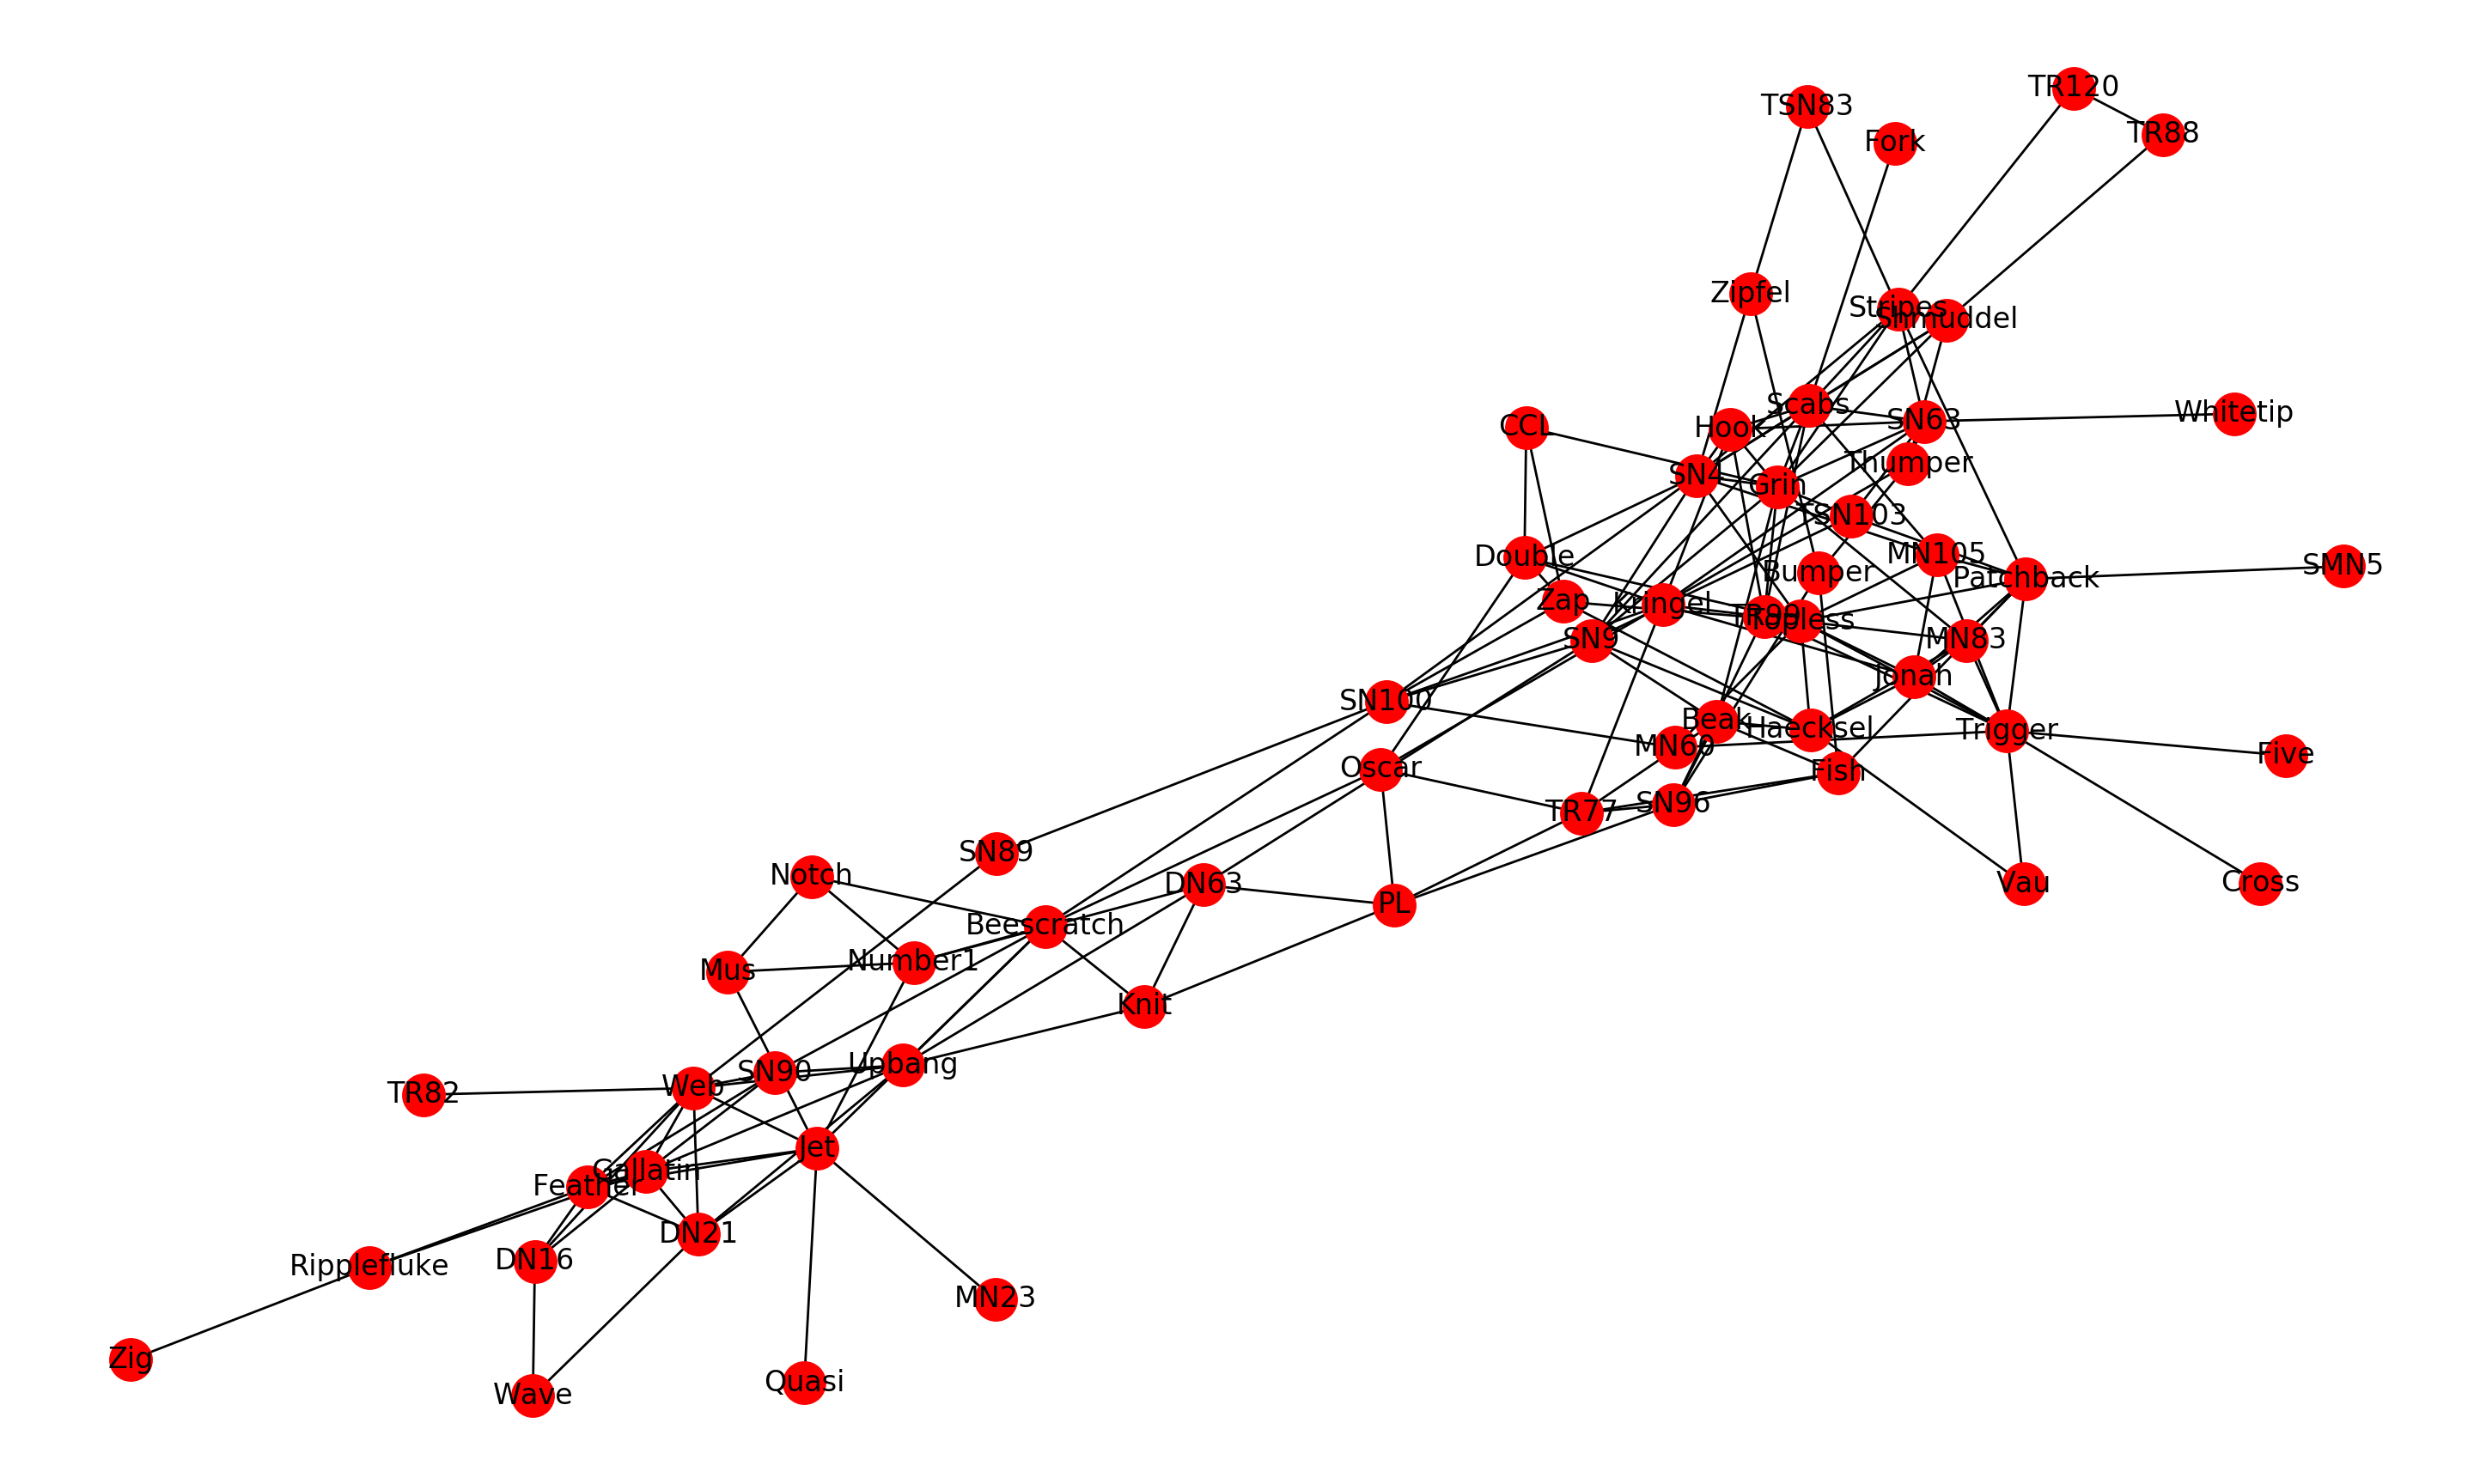 TR120
TSN83
TR88
Fork
Zipfel
Stripes
Shmuddel
Scabs
Whitetip
SN63
CCL
Hook
Thumper
SN4
Grin
TSN103
Double
MN105
SMN5
Bumper
Patchback
Zap
Kringel
TR99
Topless
SN9
MN83
Jonah
SN100
Beak
Haecksel
Trigger
MN60
Five
Oscar
Fish
SN96
TR77
SN89
Notch
DN63
Vau
Cross
PL
Beescratch
Number1
Mus
Knit
Upbang
SN90
Web
TR82
Jet
Gallatin
Feather
DN21
DN16
Ripplefluke
MN23
Zig
Quasi
Wave